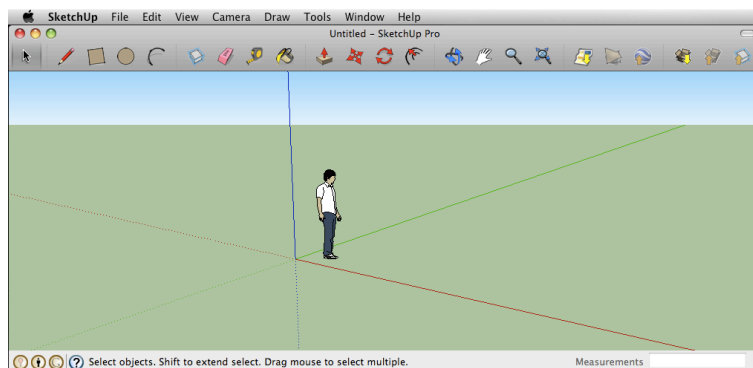 SketchUp File Edit View Camera Draw Tools Window Help
Untitled - SketchUp Pro
Select objects. Shift to extend select. Drag mouse to select multiple.
Measurements